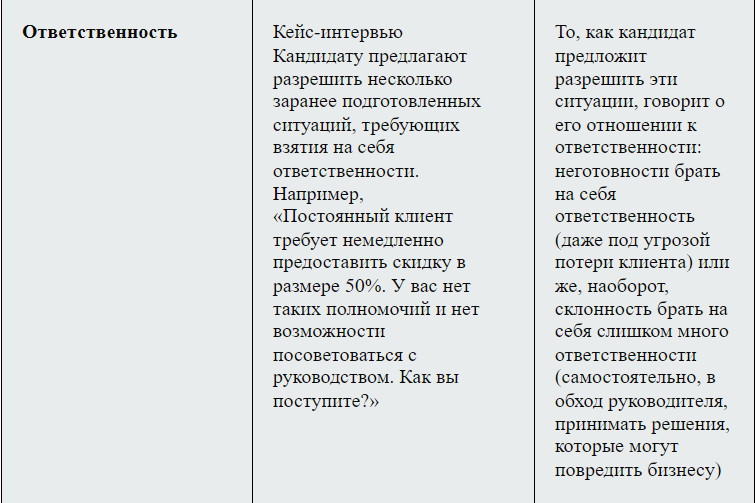 Ответственность
Кейс-интервью
Кандидату предлагают
разрешить несколько
заранее подготовленных
ситуаций, требующих
взятия на себя
ответственности.
Например,
«Постоянный клиент
требует немедленно
предоставить скидку в
размере 50%. У вас нет
таких полномочий и нет
возможности
посоветоваться с
руководством. Как вы
поступите?»
То, как кандидат
предложит
разрешить эти
ситуации, говорит о
его отношении к
ответственности:
неготовности брать
на себя
ответственность
(даже под угрозой
потери клиента) или
же, наоборот,
склонность брать на
себя слишком много
ответственности
(самостоятельно, в
обход руководителя,
принимать решения,
которые могут
повредить бизнесу)